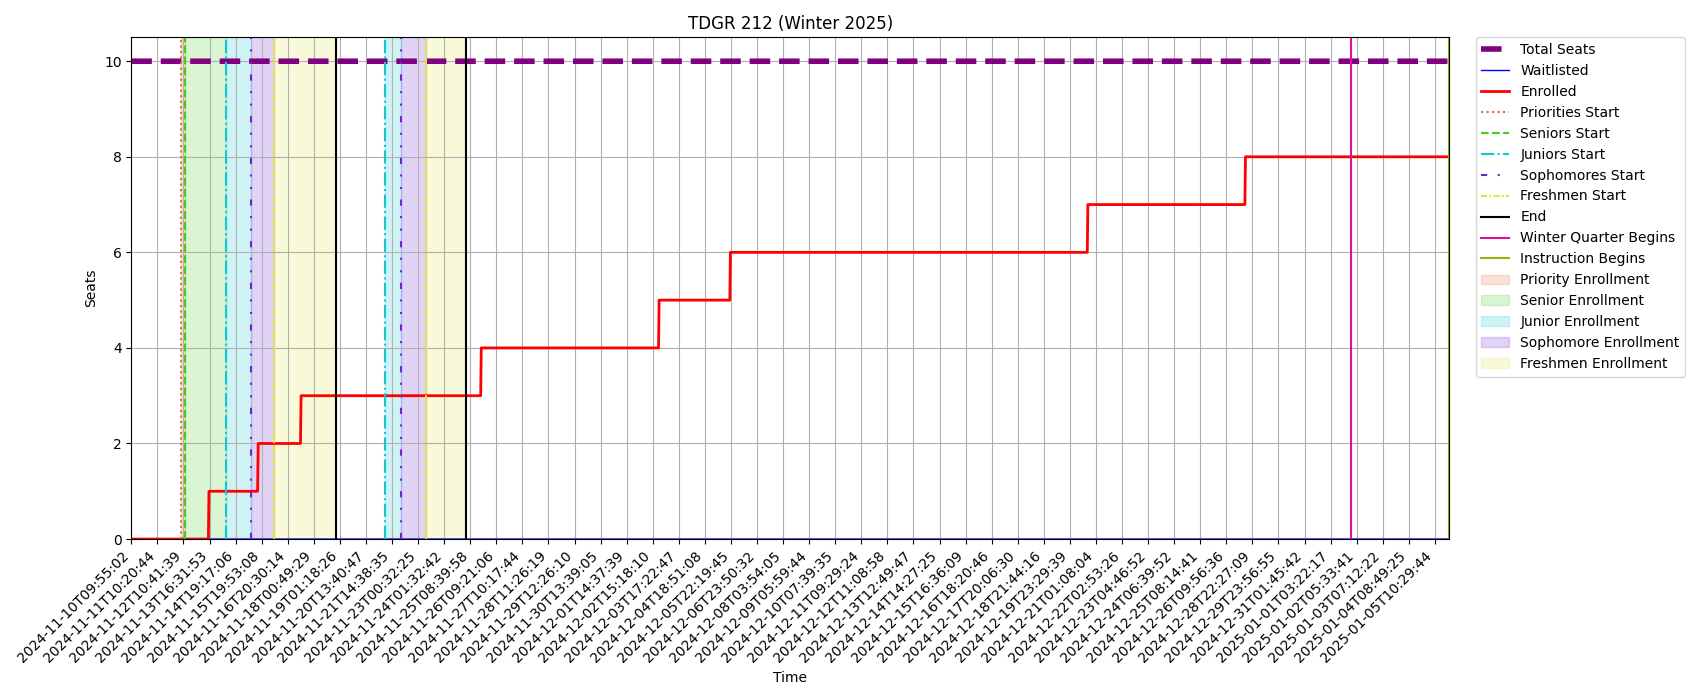 TDGR 212 (Winter 2025)
10
8
6
4
2
0
Seats
2024-11-10T09:55:02
2024-11-11T10:20:44
2024-11-12T10:41:39
2024-11-13T16:31:53
2024-11-14T19:17:06
2024-11-15T19:53:08
2024-11-16T20:30:14
2024-11-18T00:49:29
2024-11-19T01:18:26
2024-11-20T13:40:47
2024-11-21T14:38:35
2024-11-23T00:32:25
2024-11-24T01:32:42
2024-11-25T08:39:58
2024-11-26T09:21:06
2024-11-27T10:17:44
2024-11-28T11:26:19
2024-11-29T12:26:10
2024-11-30T13:39:05
2024-12-01T14:37:39
2024-12-02T15:18:10
2024-12-03T17:22:47
2024-12-04T18:51:08
2024-12-05T22:19:45
2024-12-06T23:50:32
2024-12-08T03:54:05
2024-12-09T05:59:44
2024-12-10T07:39:35
2024-12-11T09:29:24
2024-12-12T11:08:58
2024-12-13T12:49:47
2024-12-14T14:27:25
2024-12-15T16:36:09
2024-12-16T18:20:46
2024-12-17T20:06:30
2024-12-18T21:44:16
2024-12-19T23:29:39
2024-12-21T01:08:04
2024-12-22T02:53:26
2024-12-23T04:46:52
2024-12-24T06:39:52
2024-12-25T08:14:41
2024-12-26T09:56:36
2024-12-28T22:27:09
2024-12-29T23:56:55
2024-12-31T01:45:42
2025-01-01T03:22:17
2025-01-02T05:33:41
2025-01-03T07:12:22
2025-01-04T08:49:25
2025-01-05T10:29:44
Time
Total Seats
Waitlisted
Enrolled
Priorities Start
Seniors Start
Juniors Start
Sophomores Start
Freshmen Start
End
Winter Quarter Begins
Instruction Begins
Priority Enrollment
Senior Enrollment
Junior Enrollment
Sophomore Enrollment
Freshmen Enrollment